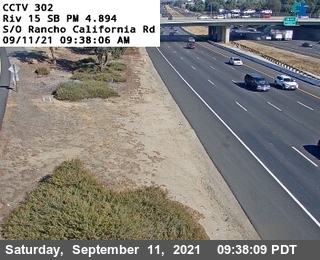 CCTV 302
Riv 15 SB PM 4.894
S/O Rancho California Rd
09/11/21 09:38:06 AM
Saturday, September 11, 2021 09:38:09 PDT